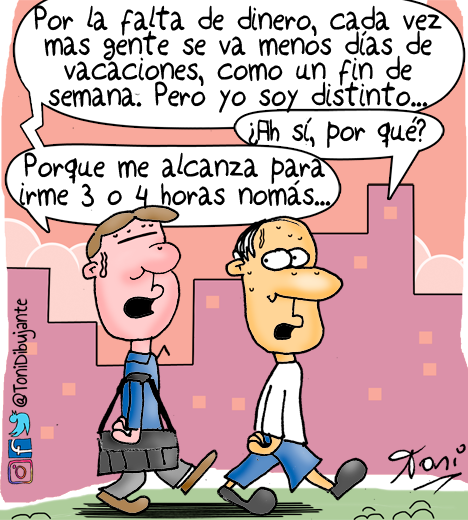 Por la falta de dinero, cada vez
mas gente se va menos días de
vacaciones, como un fin de
semana. Pero yo soy distinto...
¿Ah sí, por qué?
Porque me alcanza para
irme 3 o 4 horas nomás...
@ToniDibujante
Toni